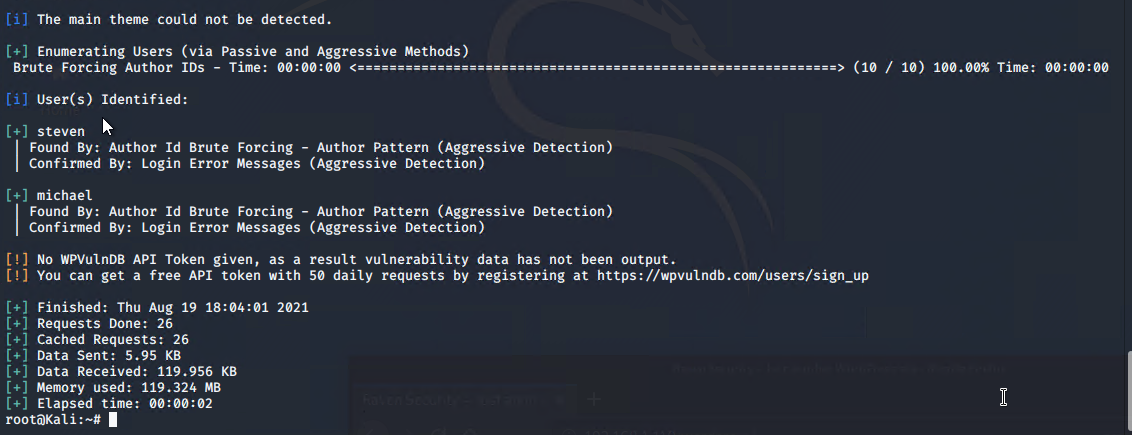 [i] The main theme could not be detected.
[+] Enumerating Users (via Passive and Aggressive Methods)
Brute Forcing Author IDs - Time: 00:00:00 <============================================================> (10 / 10) 100.00% Time: 00:00:00
[i] User(s) Identified:
[+] steven
| Found By: Author Id Brute Forcing - Author Pattern (Aggressive Detection)
| Confirmed By: Login Error Messages (Aggressive Detection)
[+] michael
| Found By: Author Id Brute Forcing - Author Pattern (Aggressive Detection)
| Confirmed By: Login Error Messages (Aggressive Detection)
[!] No WPVulnDB API Token given, as a result vulnerability data has not been output.
[!] You can get a free API token with 50 daily requests by registering at https://wpvulndb.com/users/sign_up
[+] Finished: Thu Aug 19 18:04:01 2021
[+] Requests Done: 26
[+] Cached Requests: 26
[+] Data Sent: 5.95 KB
[+] Data Received: 119.956 KB
[+] Memory used: 119.324 MB
[+] Elapsed time: 00:00:02
root@Kali:~#